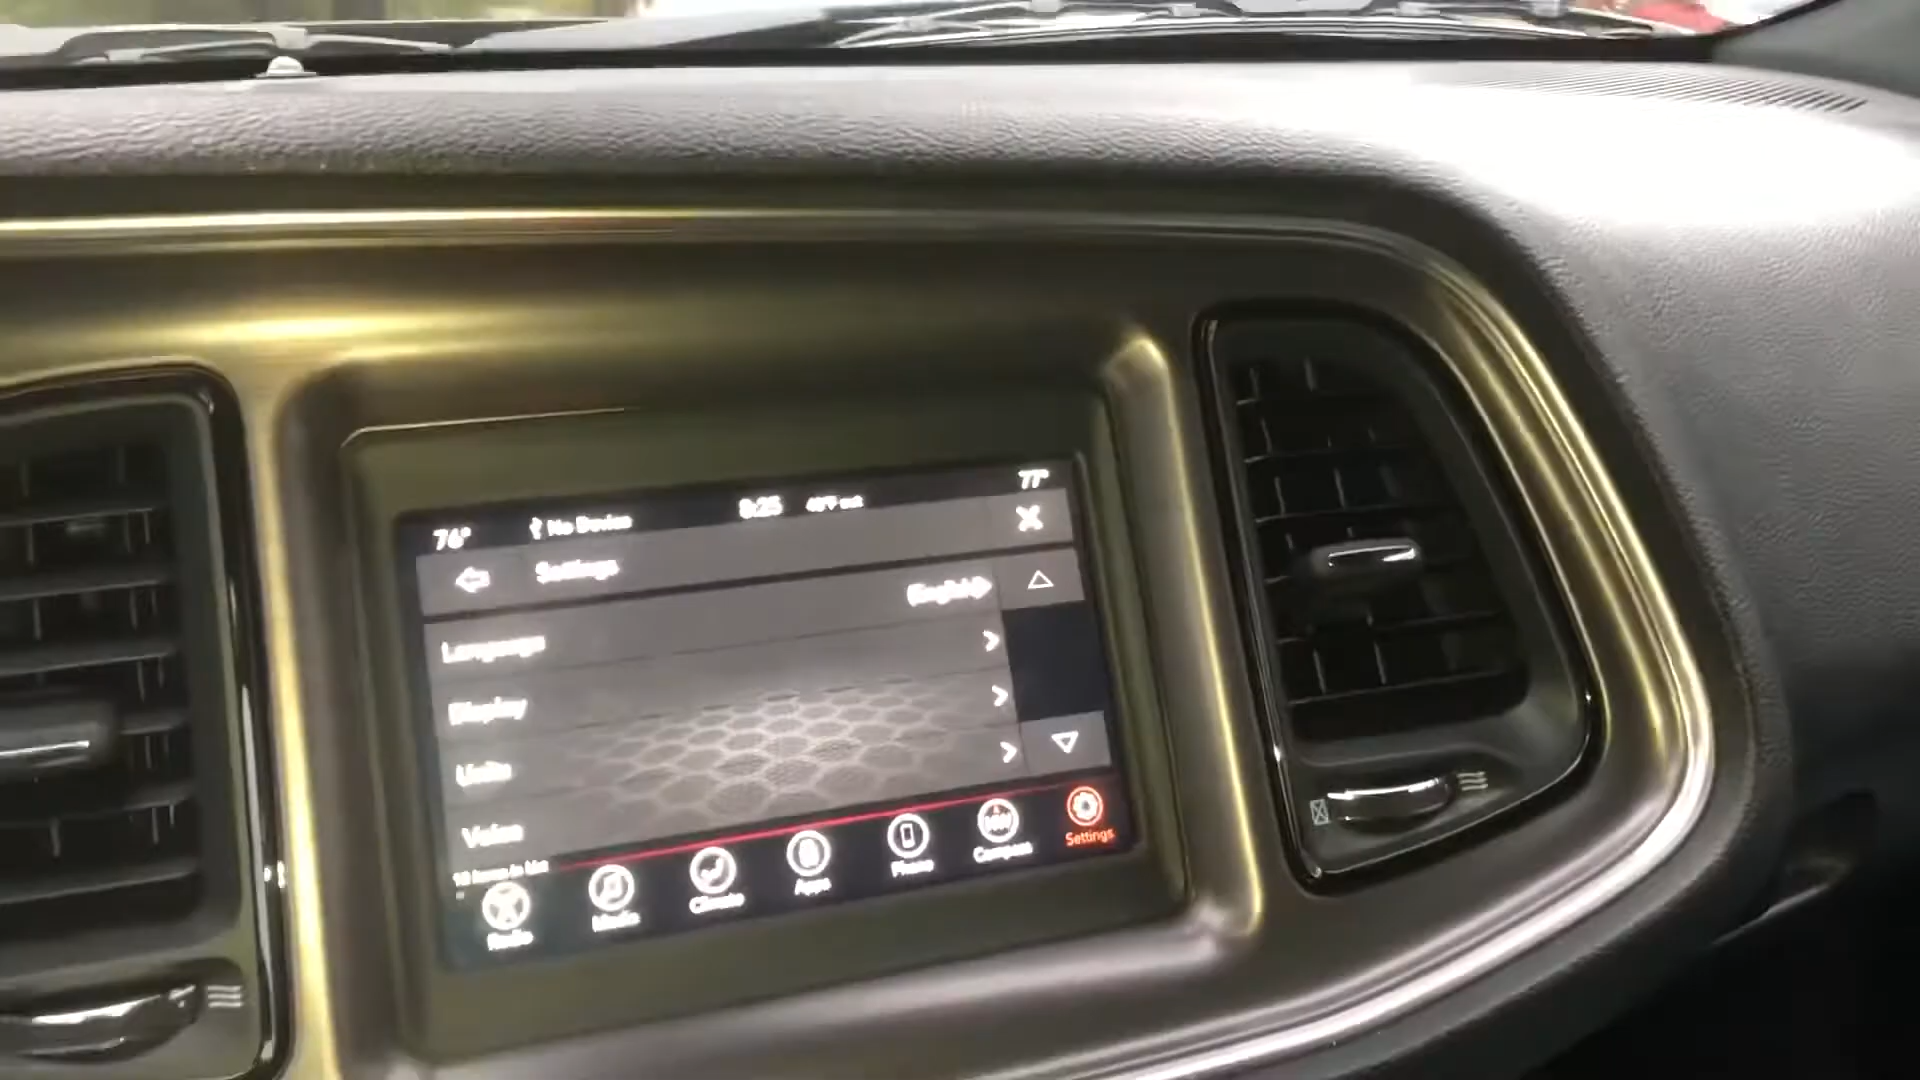 76° No Device 8:25 77°
Settings
Language (English)
Display
Units
Voice
Radio Media Climate Apps Phone Compass Settings